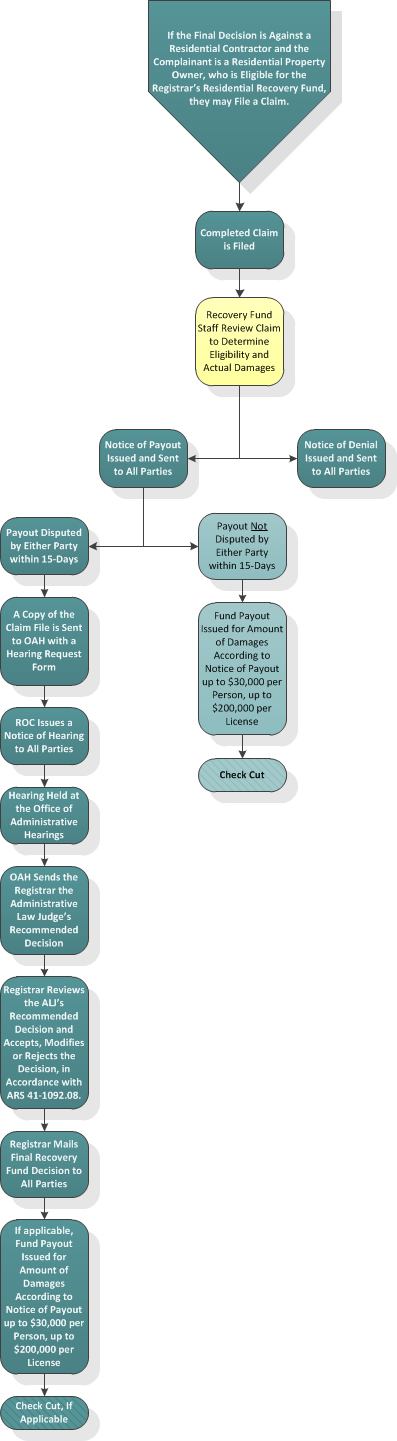 If the Final Decision is Against a
Residential Contractor and the
Complainant is a Residential Property
Owner, who is Eligible for the
Registrar's Residential Recovery Fund,
they may File a Claim.
Completed Claim
is Filed
Recovery Fund
Staff Review Claim
to Determine
Eligibility and
Actual Damages
Notice of Payout
Issued and Sent
to All Parties
Notice of Denial
Issued and Sent
to All Parties
Payout Disputed
by Either Party
within 15-Days
Payout Not
Disputed by
Either Party
within 15-Days
A Copy of the
Claim File is Sent
to OAH with a
Hearing Request
Form
Fund Payout
Issued for Amount
of Damages
According to
Notice of Payout
up to $30,000 per
Person, up to
$200,000 per
License
ROC Issues a
Notice of Hearing
to All Parties
Check Cut
Hearing Held at
the Office of
Administrative
Hearings
OAH Sends the
Registrar the
Administrative
Law Judge's
Recommended
Decision
Registrar Reviews
the ALJ's
Recommended
Decision and
Accepts, Modifies
or Rejects the
Decision, in
Accordance with
ARS 41-1092.08.
Registrar Mails
Final Recovery
Fund Decision to
All Parties
If applicable,
Fund Payout
Issued for
Amount of
Damages
According to
Notice of Payout
up to $30,000 per
Person, up to
$200,000 per
License
Check Cut, If
Applicable